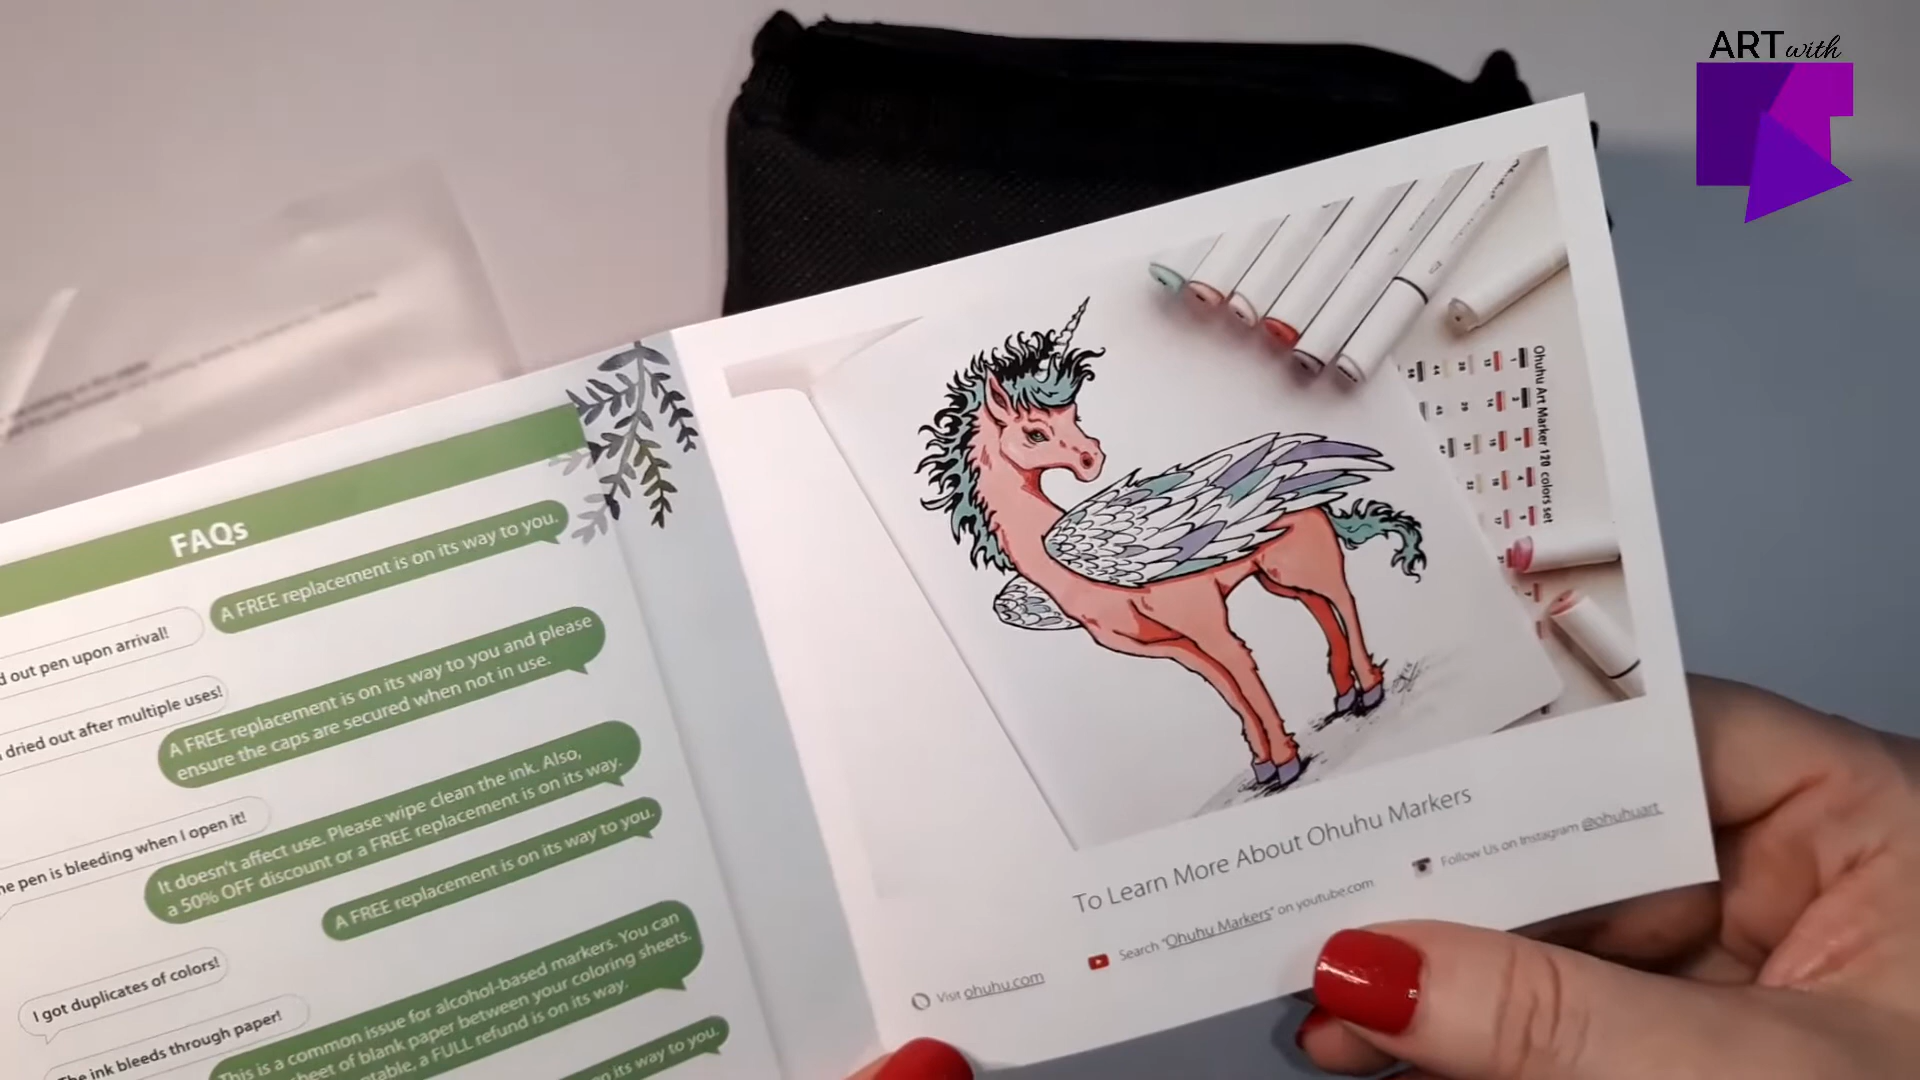 ART with
FAQs
A FREE replacement is on its way to you.
d out pen upon arrival!
A FREE replacement is on its way to you and please
ensure the caps are secured when not in use.
dried out after multiple uses!
It doesn't affect use. Please wipe clean the ink. Also,
a 50% OFF discount or a FREE replacement is on its way.
he pen is bleeding when I open it!
A FREE replacement is on its way to you.
I got duplicates of colors!
This is a common issue for alcohol-based markers. You can
sheet of blank paper between your coloring sheets.
table, a FULL refund is on its way.
The ink bleeds through paper!
on its way to you.
Ohuhu Art Marker 120 colors set
To Learn More About Ohuhu Markers
Visit ohuhu.com
Search "Ohuhu Markers" on youtube.com
Follow Us on Instagram @ohuhuart